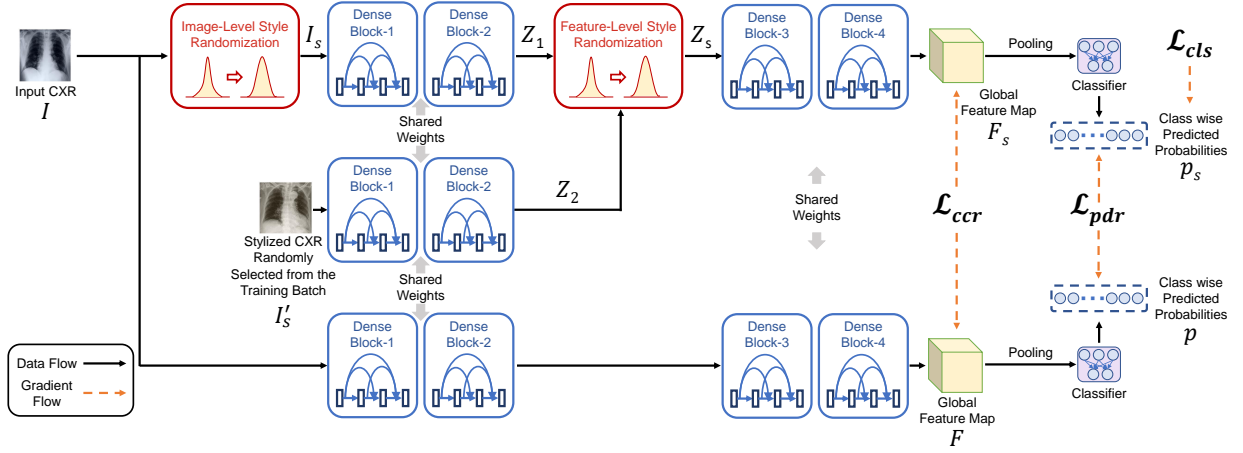 Input CXR
I
Image-Level Style
Randomization
I_s
Dense
Block-1
Dense
Block-2
Z_1
Feature-Level Style
Randomization
Z_s
Dense
Block-3
Dense
Block-4
Global
Feature Map
F_s
Pooling
Classifier
ℒ_cls
Class wise
Predicted
Probabilities
p_s
Shared
Weights
Stylized CXR
Randomly
Selected from the
Training Batch
I'_s
Dense
Block-1
Dense
Block-2
Z_2
Shared
Weights
ℒ_ccr
ℒ_pdr
Shared
Weights
Dense
Block-1
Dense
Block-2
Dense
Block-3
Dense
Block-4
Global
Feature Map
F
Pooling
Classifier
Class wise
Predicted
Probabilities
p
Data Flow
Gradient
Flow